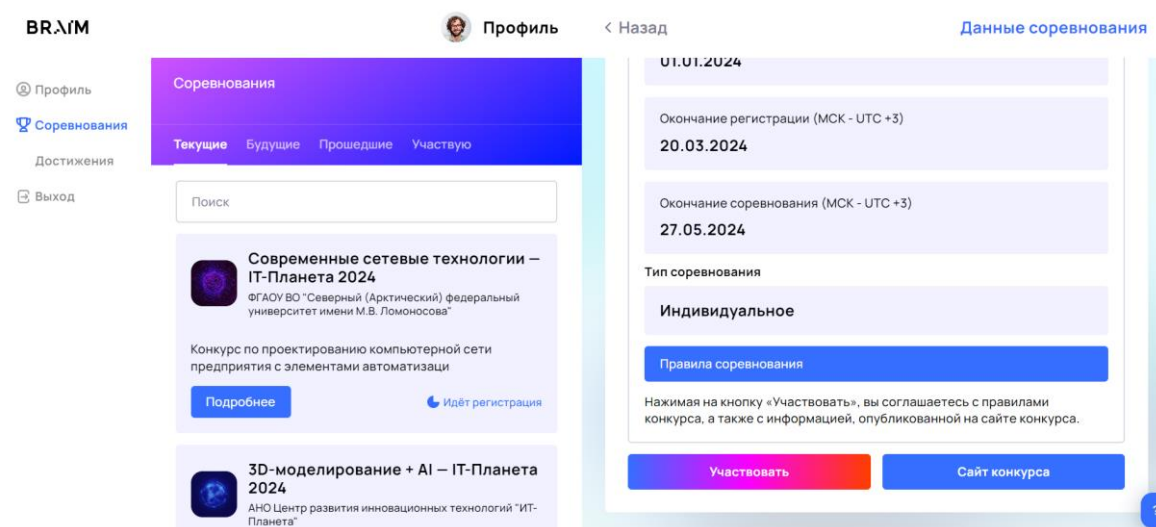 BRAIM
Профиль
Профиль
Соревнования
Достижения
Выход
Соревнования
Текущие Будущие Прошедшие Участвую
Поиск
Современные сетевые технологии —
IT-Планета 2024
ФГАОУ ВО "Северный (Арктический) федеральный
университет имени М.В. Ломоносова"
Конкурс по проектированию компьютерной сети
предприятия с элементами автоматизаци
Подробнее
Идёт регистрация
3D-моделирование + AI — IT-Планета
2024
АНО Центр развития инновационных технологий "ИТ-
Планета"
< Назад
Данные соревнования
01.01.2024
Окончание регистрации (МСК - UTC +3)
20.03.2024
Окончание соревнования (МСК - UTC +3)
27.05.2024
Тип соревнования
Индивидуальное
Правила соревнования
Нажимая на кнопку «Участвовать», вы соглашаетесь с правилами
конкурса, а также с информацией, опубликованной на сайте конкурса.
Участвовать
Сайт конкурса
?